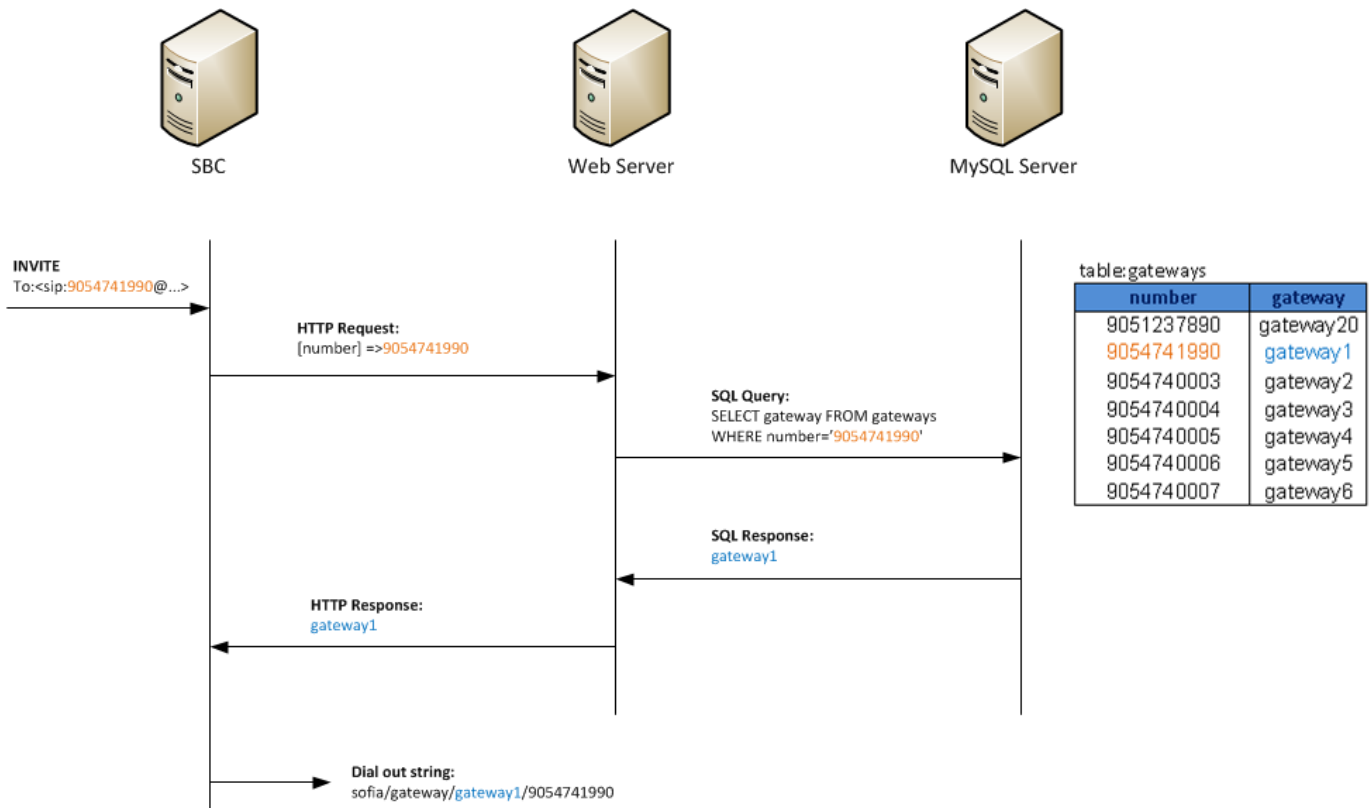 SBC
Web Server
MySQL Server
INVITE
To:<sip:9054741990@...>
HTTP Request:
[number] =>9054741990
SQL Query:
SELECT gateway FROM gateways
WHERE number='9054741990'
SQL Response:
gateway1
HTTP Response:
gateway1
Dial out string:
sofia/gateway/gateway1/9054741990
table:gateways
number gateway
9051237890 gateway20
9054741990 gateway1
9054740003 gateway2
9054740004 gateway3
9054740005 gateway4
9054740006 gateway5
9054740007 gateway6